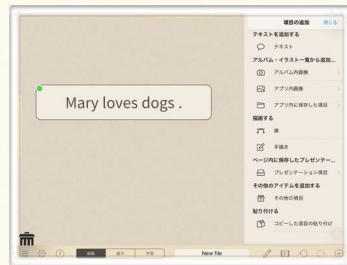 Mary loves dogs .
項目の追加
閉じる
テキストを追加する
テキスト
アルバム・イラスト一覧から追加...
アルバム内画像
アプリ内画像
アプリ内に保存した項目
描画する
線
手描き
ページ内に保存したプレゼンテー...
プレゼンテーション項目
その他のアイテムを追加する
その他の項目
貼り付ける
コピーした項目の貼り付け
編集
提示
学習
New file